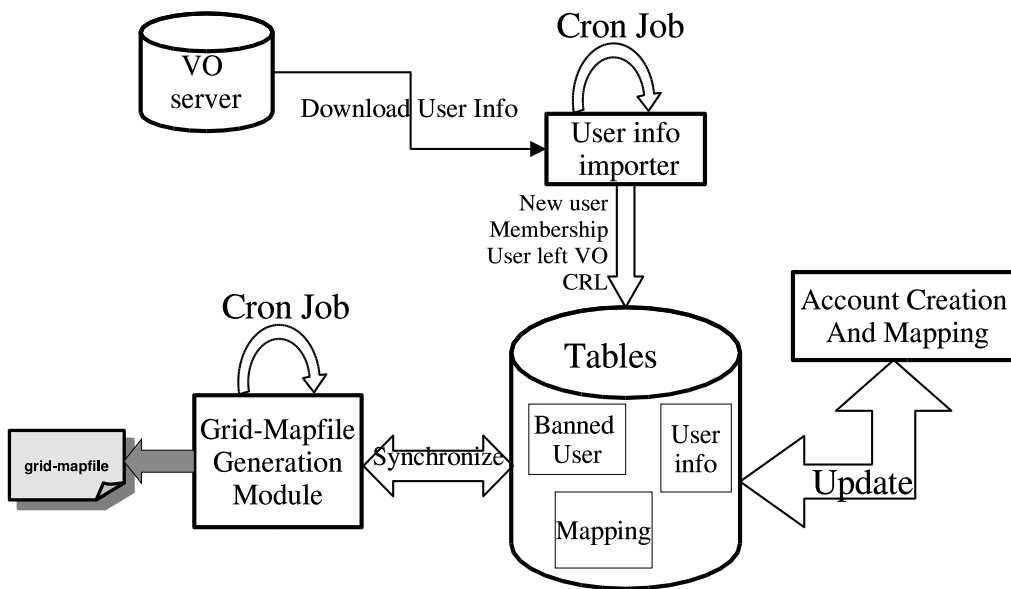 Cron Job
VO
server
Download User Info
User info
importer
New user
Membership
User left VO
CRL
Account Creation
And Mapping
Cron Job
Tables
Grid-Mapfile
Generation
Module
grid-mapfile
Synchronize
Banned
User
User
info
Mapping
Update